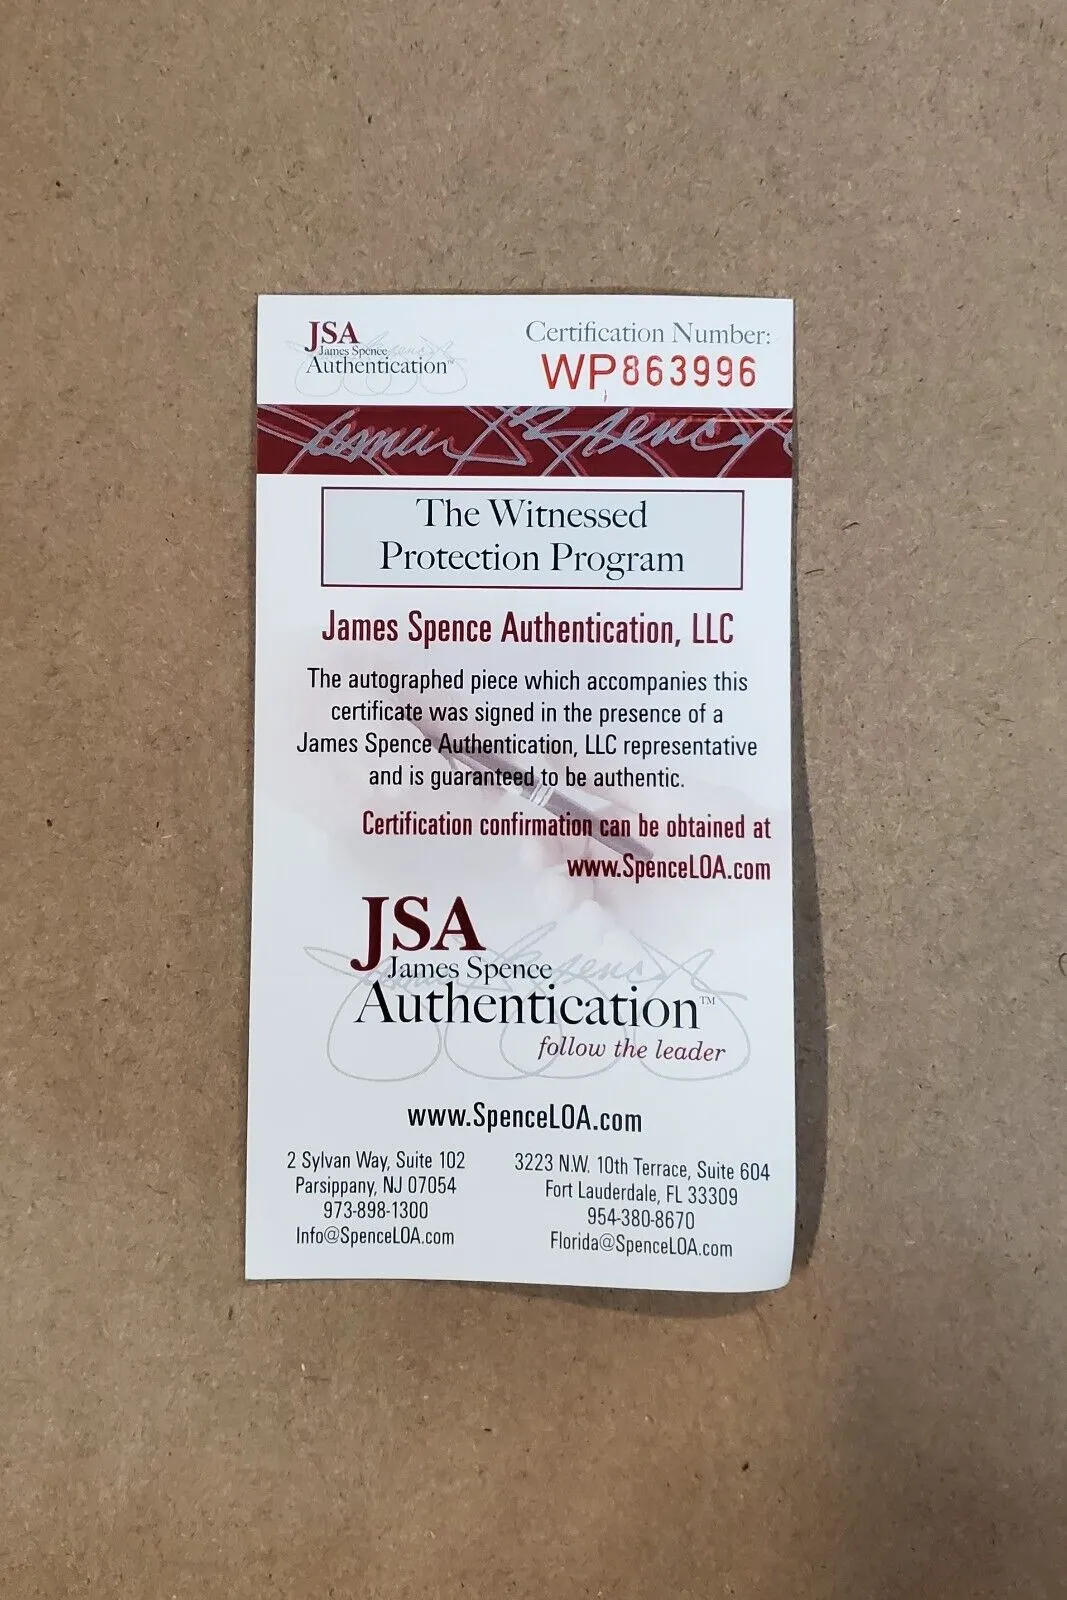 JSA
James Spence
Authentication™
Certification Number:
WP863996
James Spence
The Witnessed
Protection Program
James Spence Authentication, LLC
The autographed piece which accompanies this
certificate was signed in the presence of a
James Spence Authentication, LLC representative
and is guaranteed to be authentic.
Certification confirmation can be obtained at
www.SpenceLOA.com
JSA
James Spence
Authentication™
follow the leader
www.SpenceLOA.com
2 Sylvan Way, Suite 102
Parsippany, NJ 07054
973-898-1300
Info@SpenceLOA.com
3223 N.W. 10th Terrace, Suite 604
Fort Lauderdale, FL 33309
954-380-8670
Florida@SpenceLOA.com